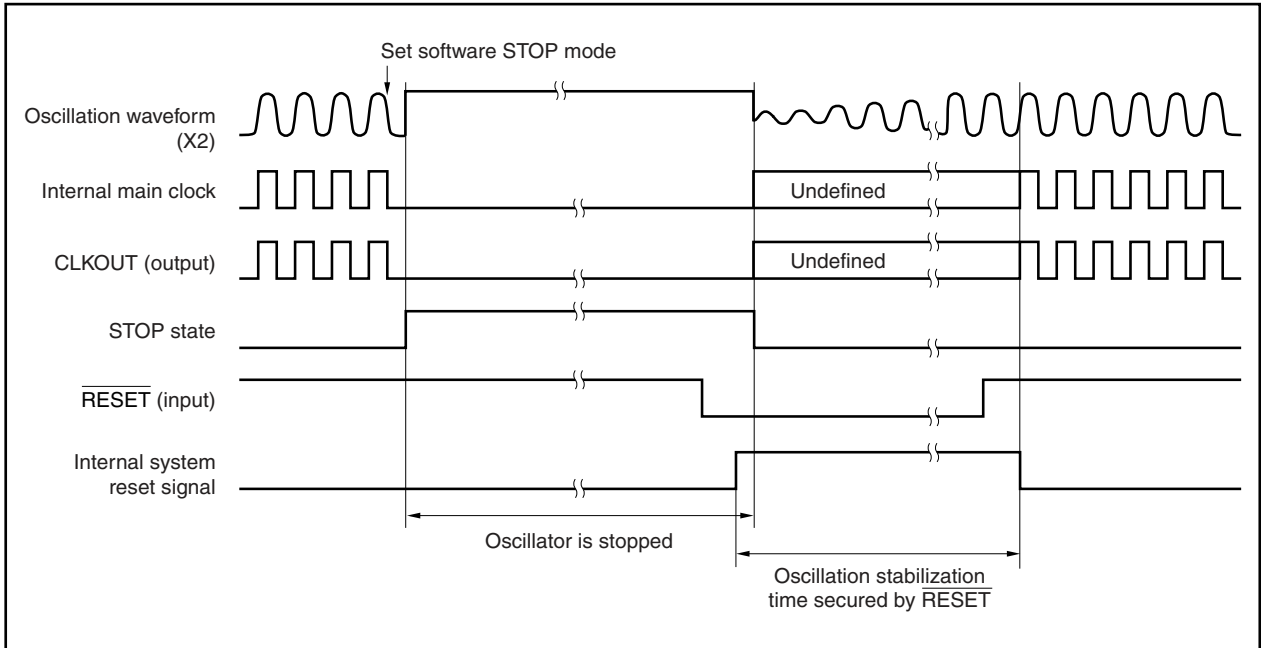 Set software STOP mode
Oscillation waveform
(X2)
Internal main clock
Undefined
CLKOUT (output)
Undefined
STOP state
RESET (input)
Internal system
reset signal
Oscillator is stopped
Oscillation stabilization
time secured by RESET